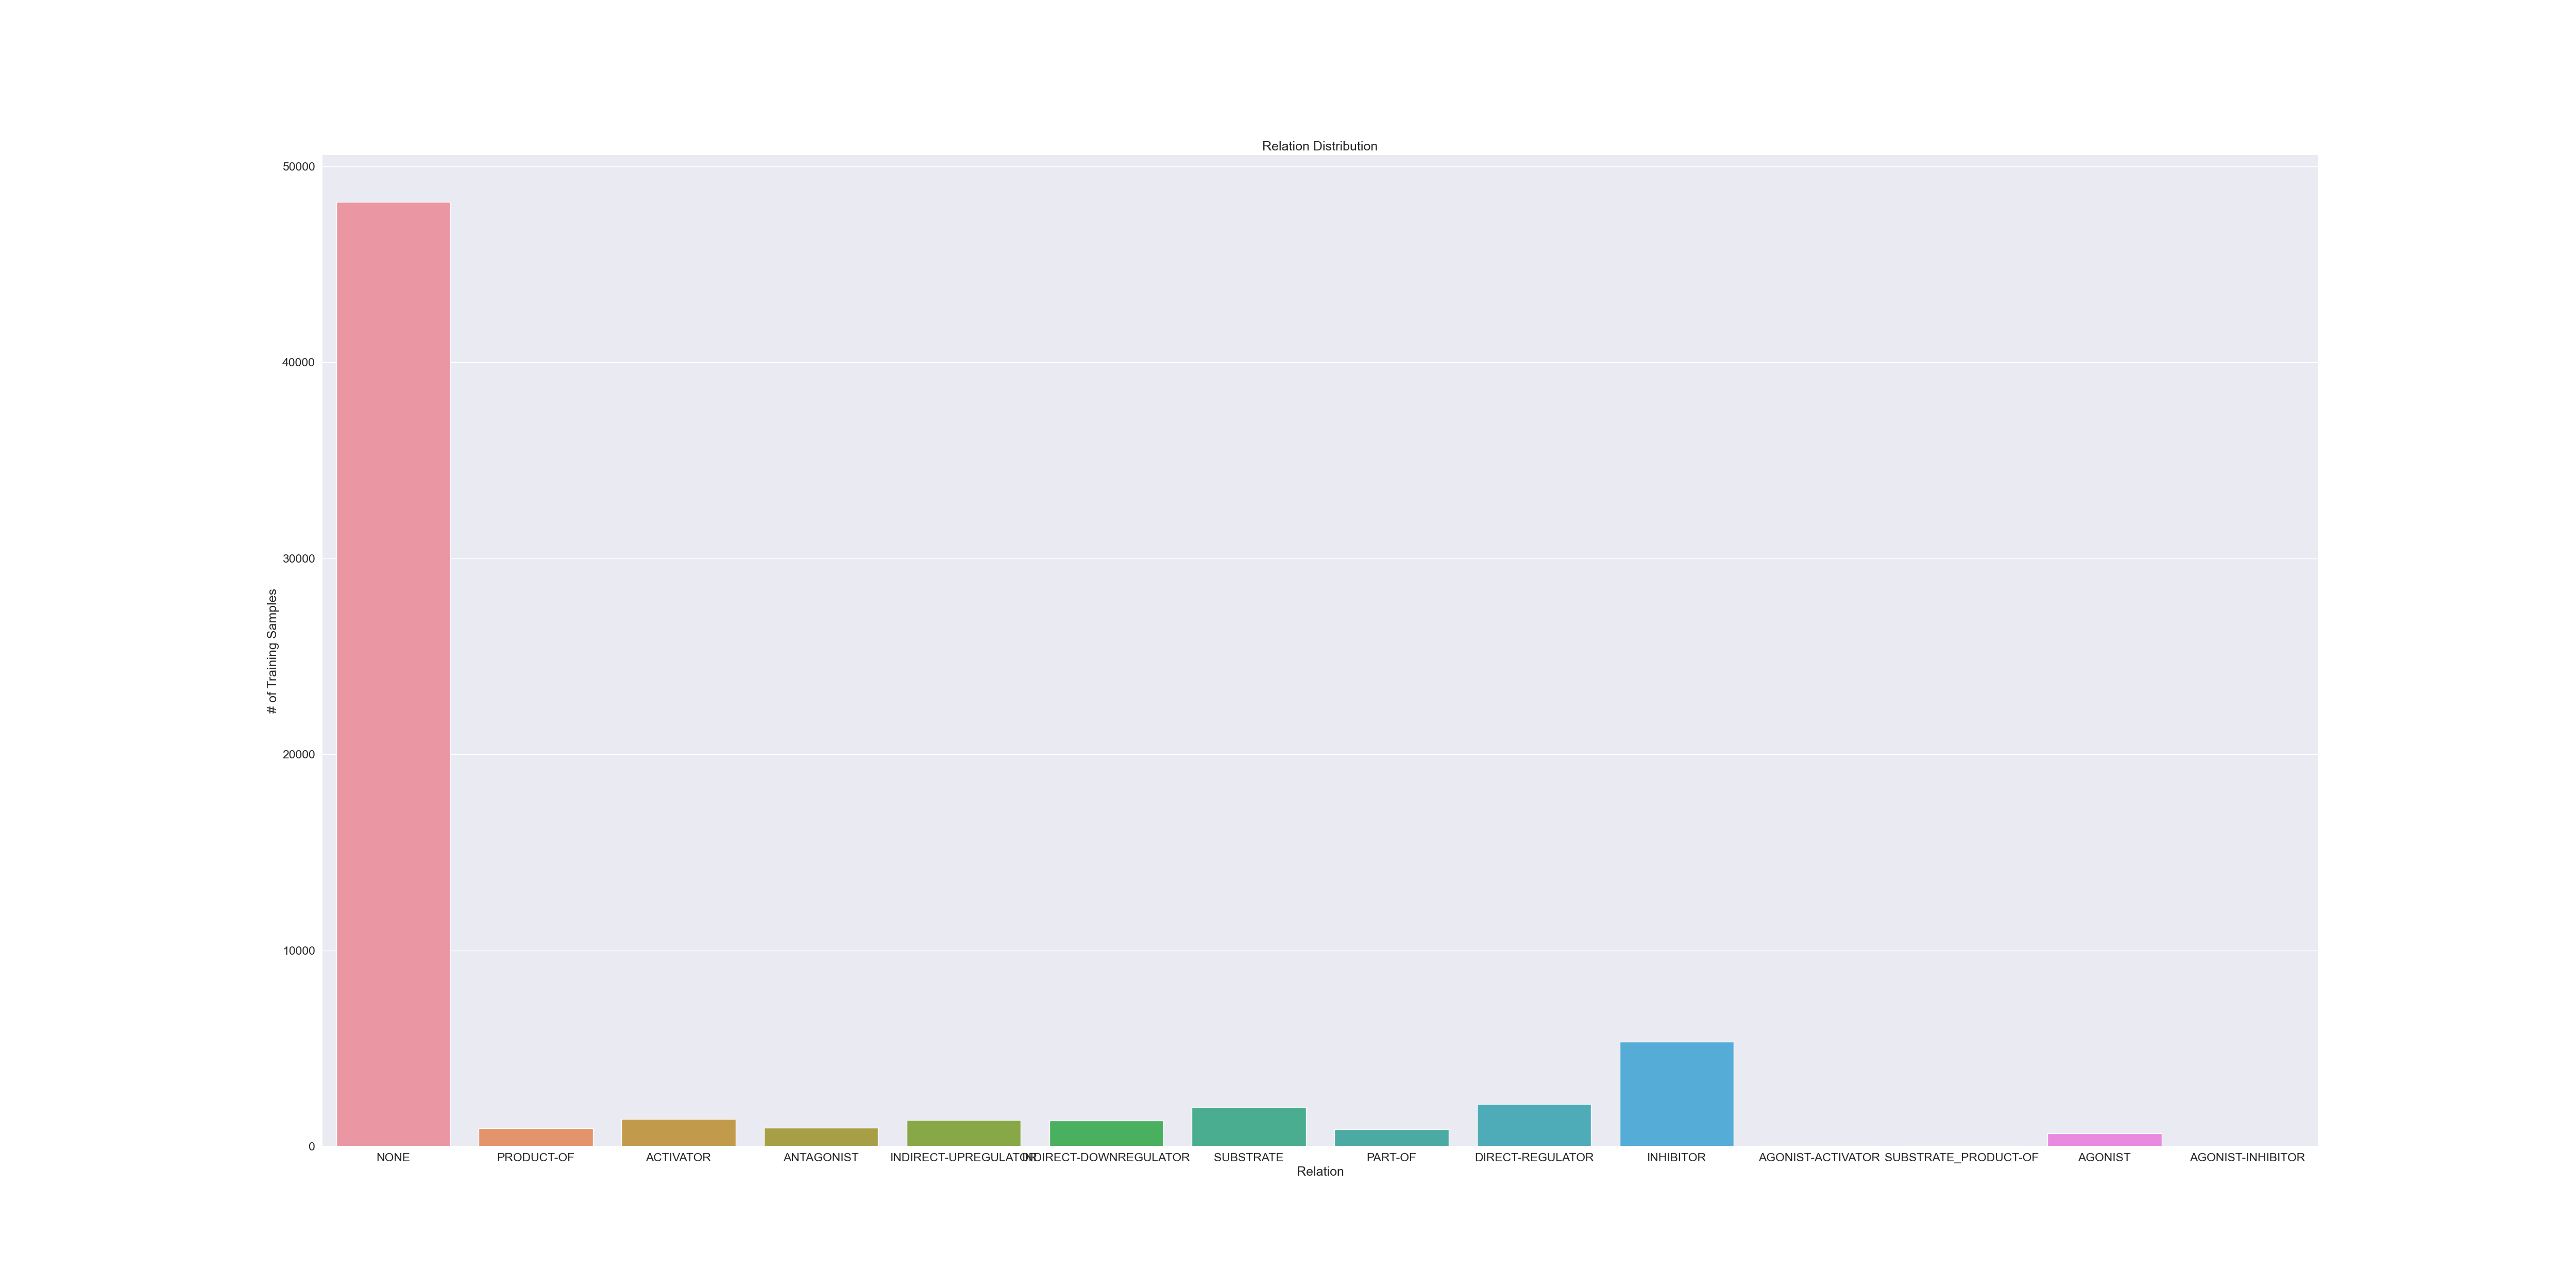 Relation Distribution
50000
40000
30000
20000
10000
0
# of Training Samples
NONE PRODUCT-OF ACTIVATOR ANTAGONIST INDIRECT-UPREGULATOR INDIRECT-DOWNREGULATOR SUBSTRATE PART-OF DIRECT-REGULATOR INHIBITOR AGONIST-ACTIVATOR SUBSTRATE_PRODUCT-OF AGONIST AGONIST-INHIBITOR
Relation